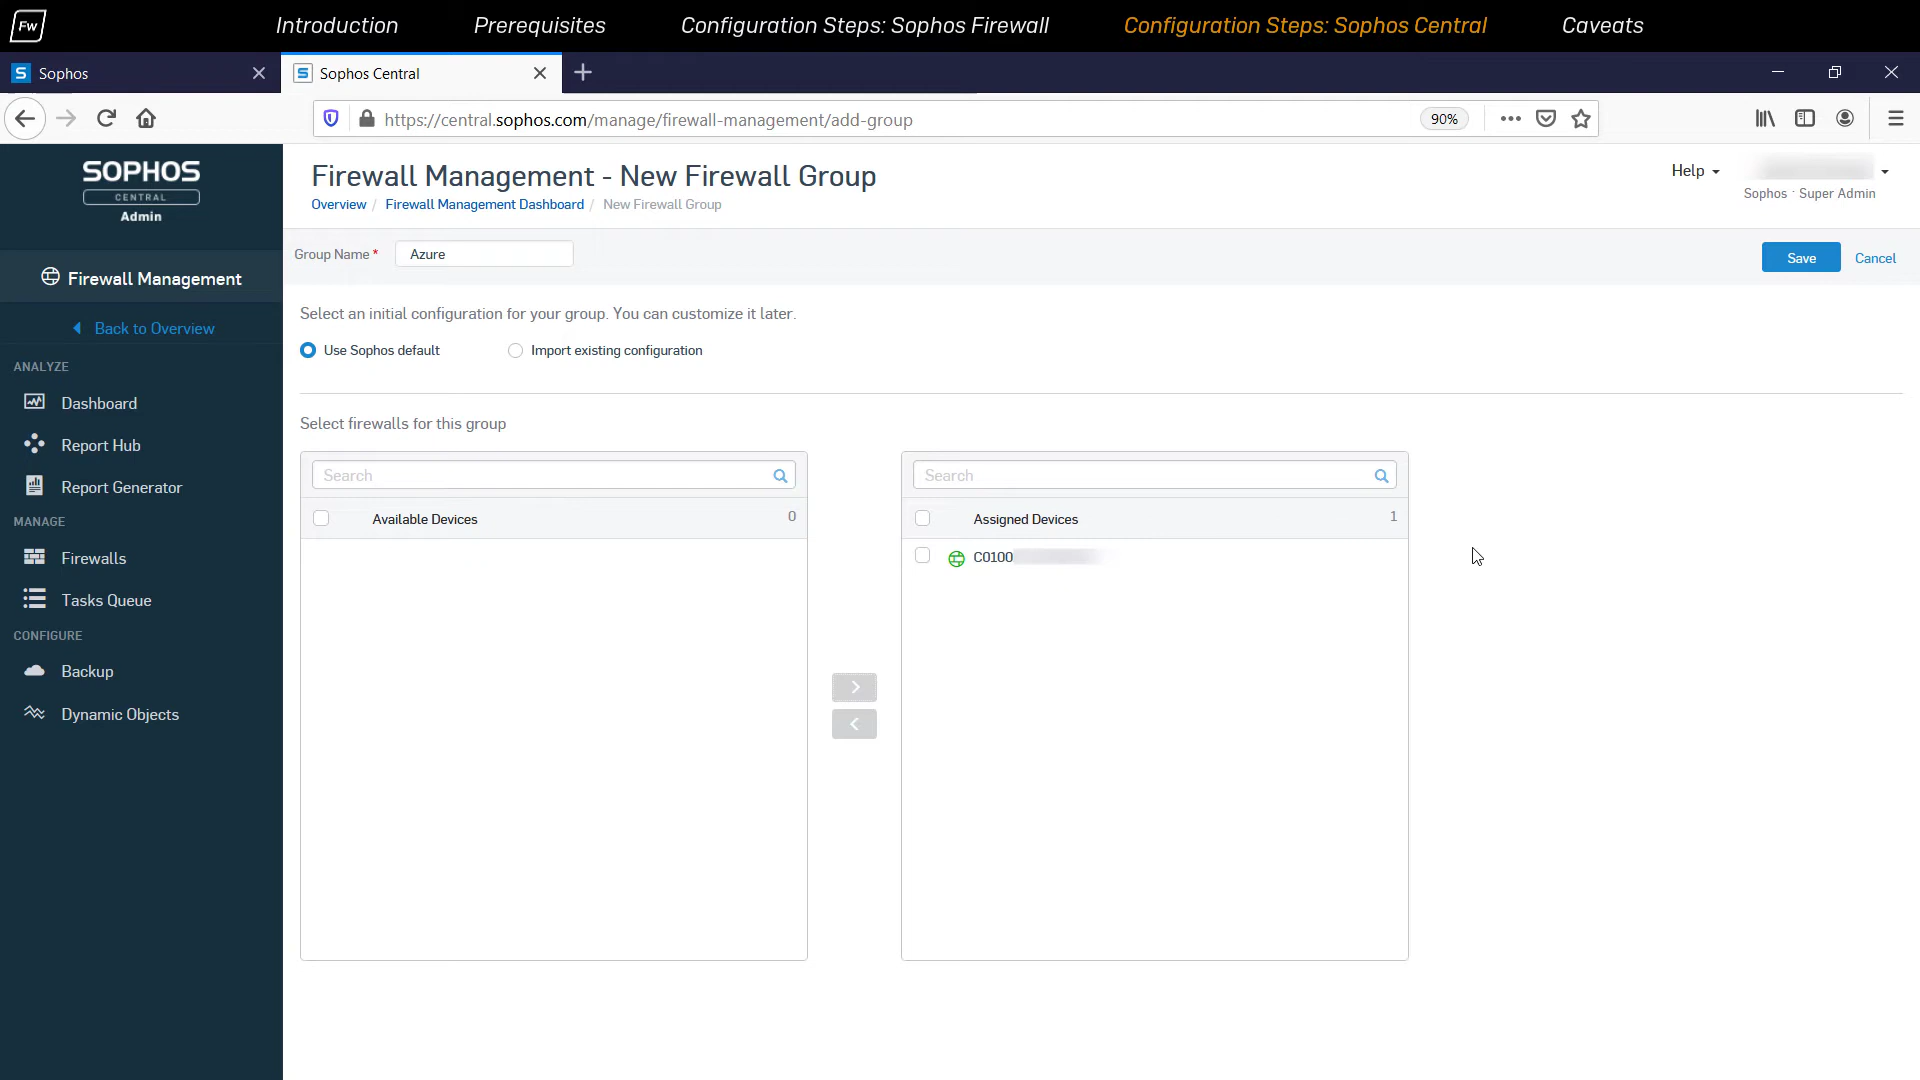 Fw
Introduction
Prerequisites
Configuration Steps: Sophos Firewall
Configuration Steps: Sophos Central
Caveats
S Sophos
S Sophos Central
https://central.sophos.com/manage/firewall-management/add-group
90%
SOPHOS
CENTRAL
Admin
Firewall Management - New Firewall Group
Help
Overview / Firewall Management Dashboard / New Firewall Group
Sophos · Super Admin
Firewall Management
Back to Overview
ANALYZE
Dashboard
Report Hub
Report Generator
MANAGE
Firewalls
Tasks Queue
CONFIGURE
Backup
Dynamic Objects
Group Name * Azure
Save
Cancel
Select an initial configuration for your group. You can customize it later.
Use Sophos default
Import existing configuration
Select firewalls for this group
Search
Available Devices 0
Search
Assigned Devices 1
C0100